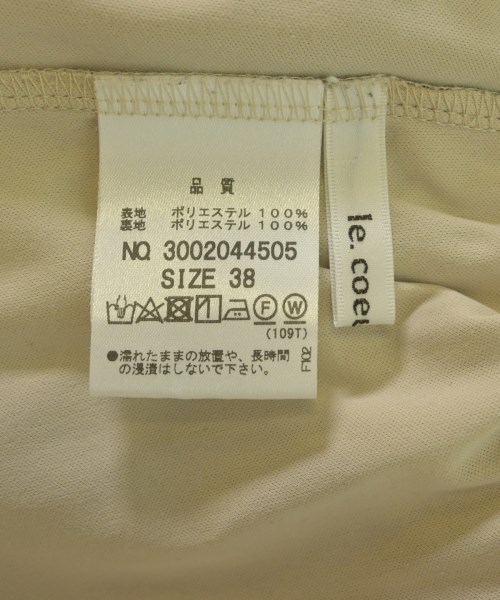 品質
表地 ポリエステル 100%
裏地 ポリエステル 100%
NO. 3002044505
SIZE 38
F W
(109T)
●濡れたままの放置や、長時間
の浸漬はしないで下さい。
F102
e. coe